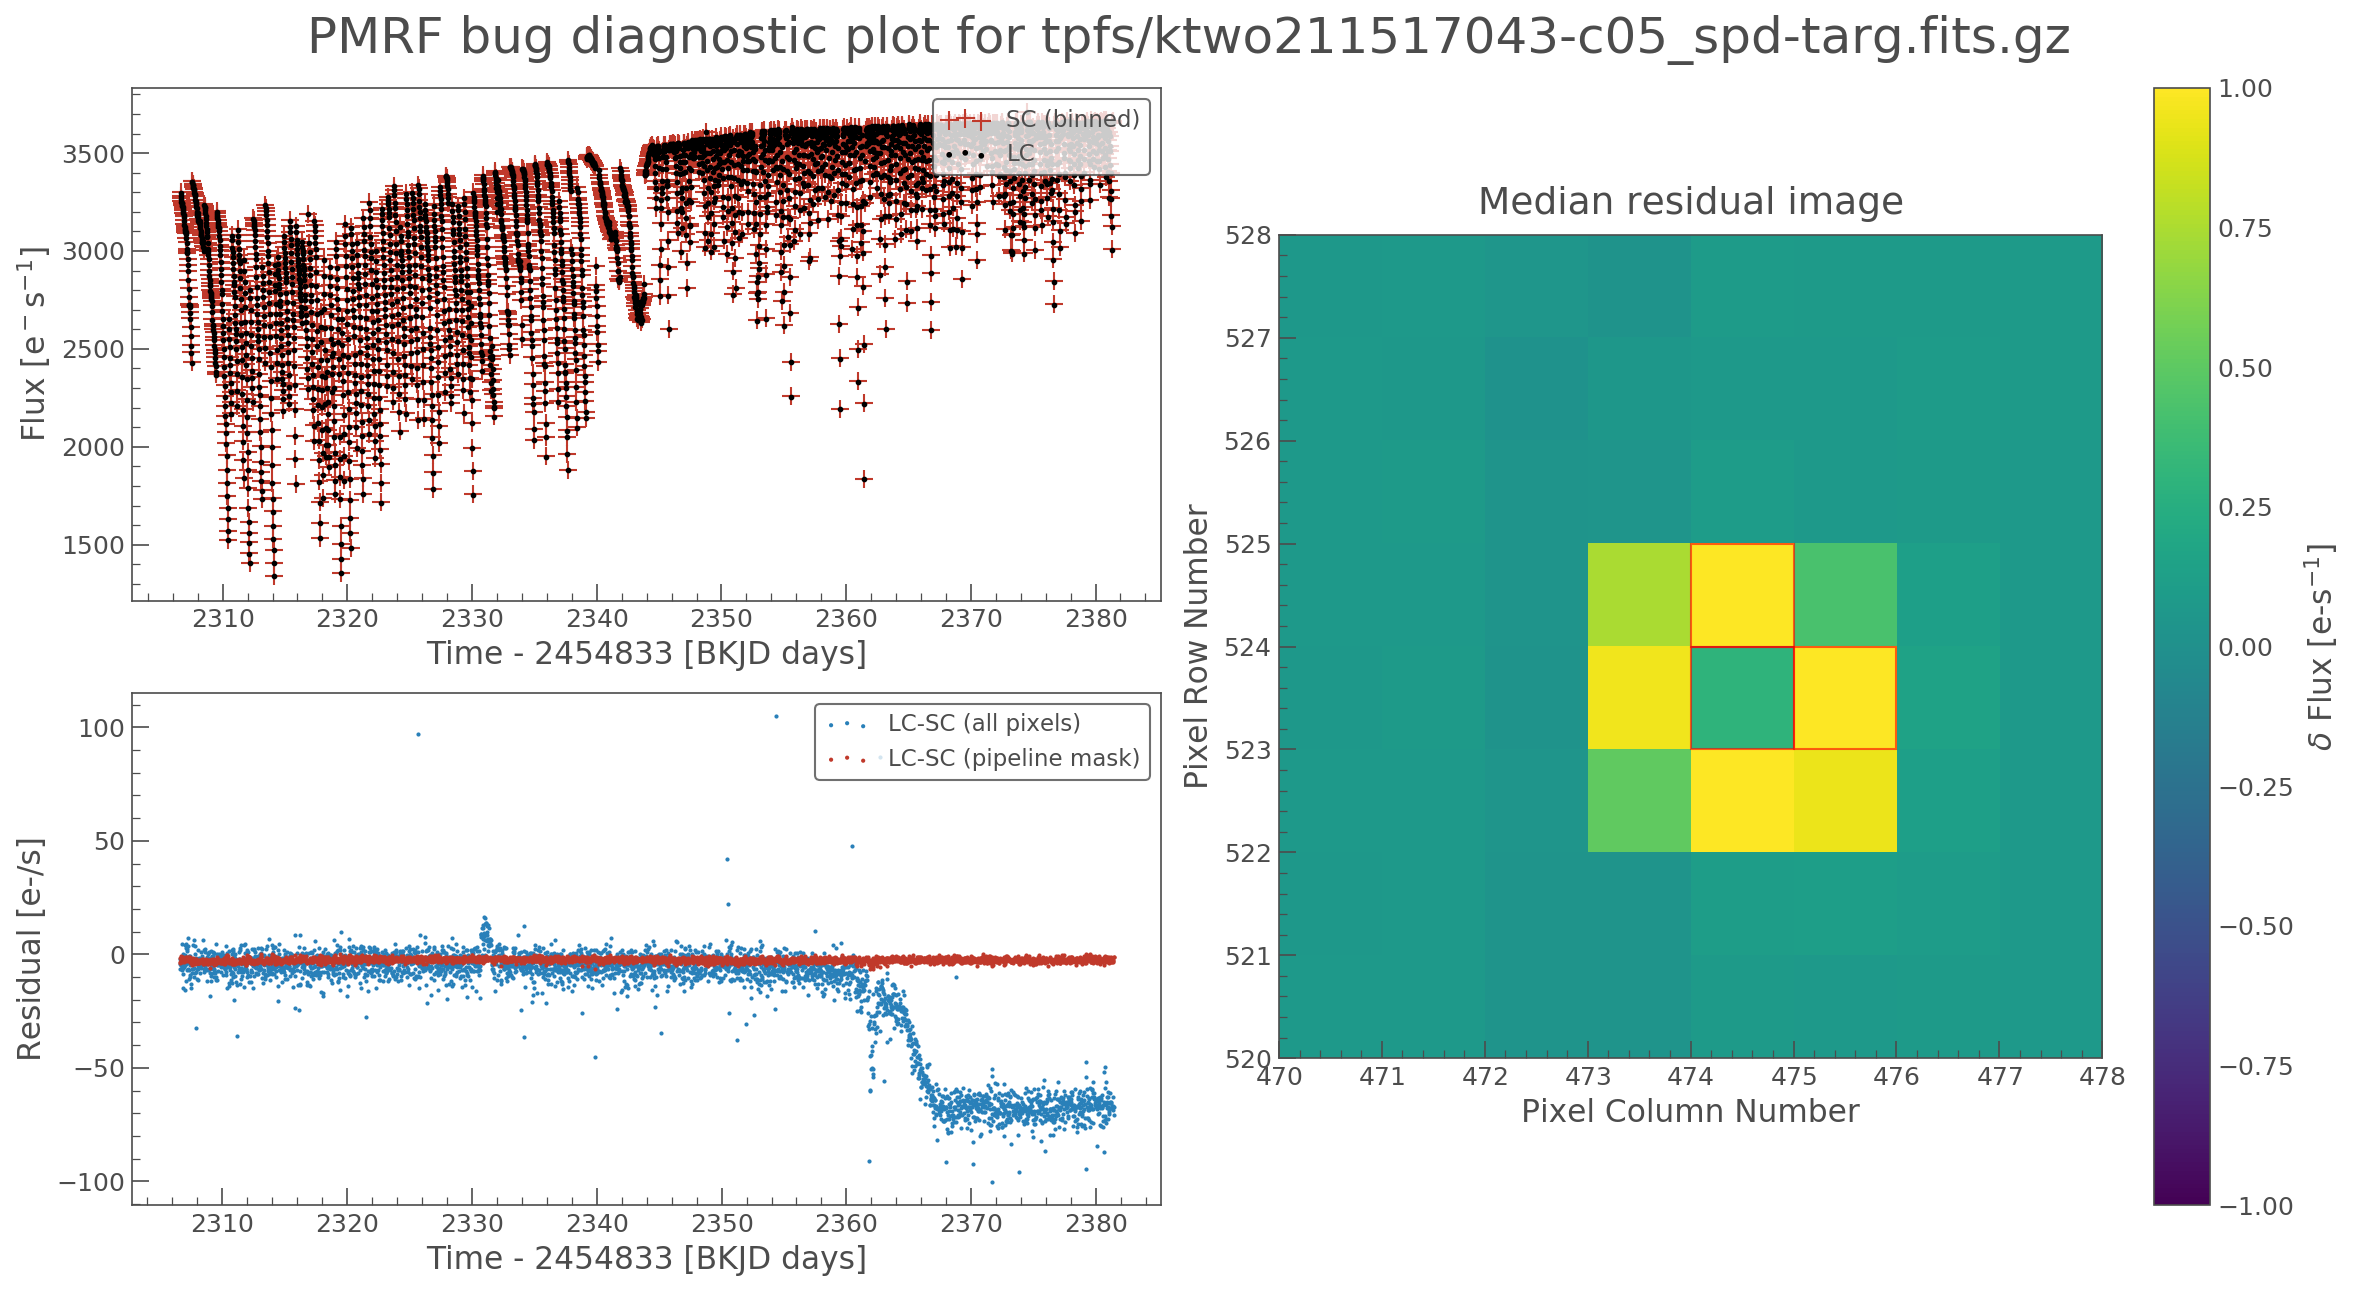 PMRF bug diagnostic plot for tpfs/ktwo211517043-c05_spd-targ.fits.gz
SC (binned)
LC
3500
3000
2500
2000
1500
Flux [e⁻ s⁻¹]
2310 2320 2330 2340 2350 2360 2370 2380
Time - 2454833 [BKJD days]
LC-SC (all pixels)
LC-SC (pipeline mask)
100
50
0
−50
−100
Residual [e-/s]
2310 2320 2330 2340 2350 2360 2370 2380
Time - 2454833 [BKJD days]
Median residual image
528
527
526
525
524
523
522
521
520
Pixel Row Number
470 471 472 473 474 475 476 477 478
Pixel Column Number
1.00
0.75
0.50
0.25
0.00
−0.25
−0.50
−0.75
−1.00
δ Flux [e-s⁻¹]